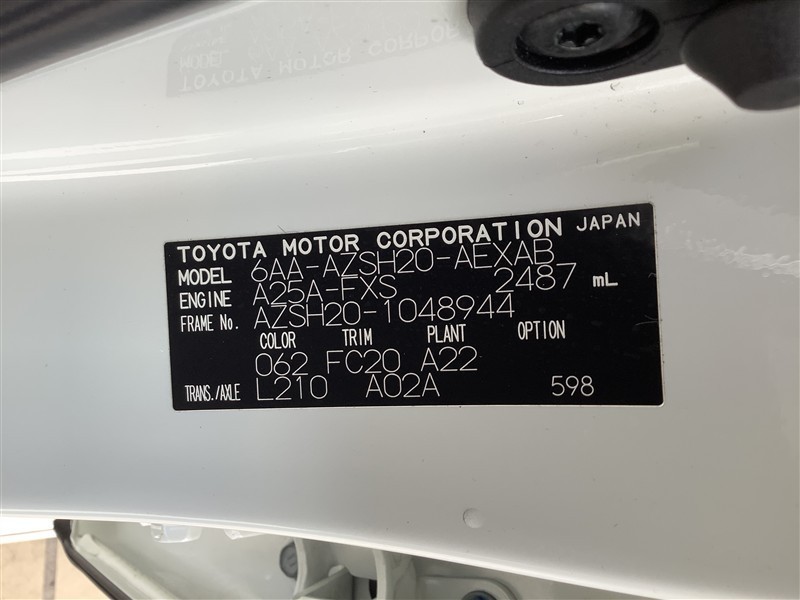 TOYOTA MOTOR CORPORATION JAPAN
MODEL 6AA-AZSH20-AEXAB
ENGINE A25A-FXS 2487 mL
FRAME No. AZSH20-1048944
COLOR TRIM PLANT OPTION
062 FC20 A22
TRANS./AXLE L210 A02A 598